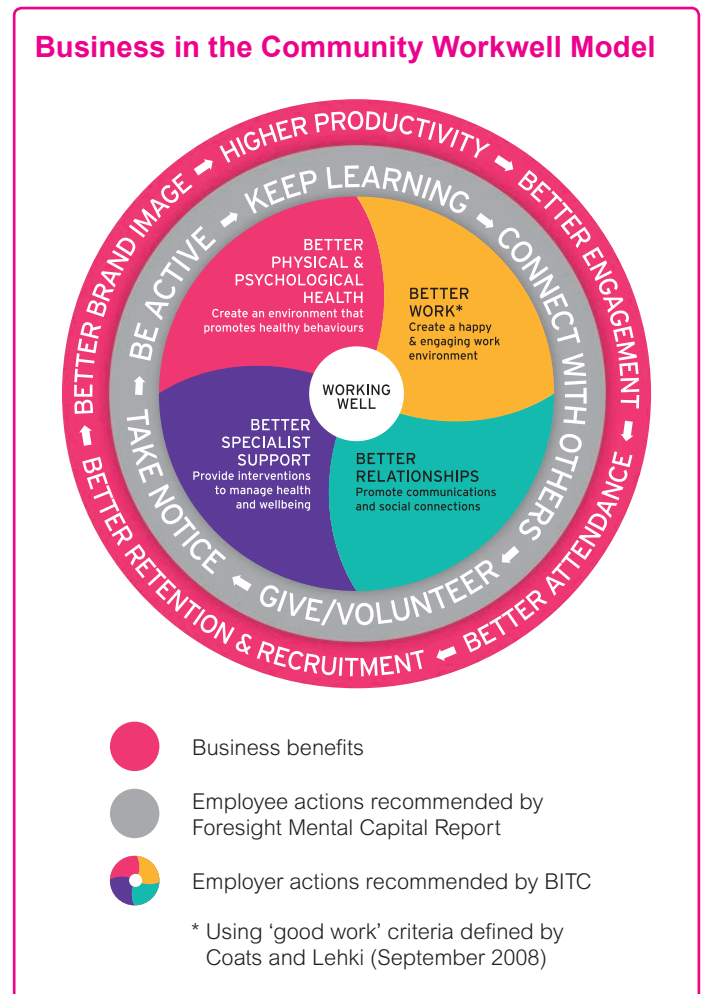 Business in the Community Workwell Model
HIGHER PRODUCTIVITY
BETTER ENGAGEMENT
BETTER ATTENDANCE
BETTER RETENTION & RECRUITMENT
BETTER BRAND IMAGE
KEEP LEARNING
CONNECT WITH OTHERS
GIVE/VOLUNTEER
TAKE NOTICE
BE ACTIVE
BETTER
PHYSICAL &
PSYCHOLOGICAL
HEALTH
Create an environment that
promotes healthy behaviours
BETTER
WORK*
Create a happy
& engaging work
environment
WORKING
WELL
BETTER
SPECIALIST
SUPPORT
Provide interventions
to manage health
and wellbeing
BETTER
RELATIONSHIPS
Promote communications
and social connections
Business benefits
Employee actions recommended by
Foresight Mental Capital Report
Employer actions recommended by BITC
* Using ‘good work’ criteria defined by
Coats and Lehki (September 2008)